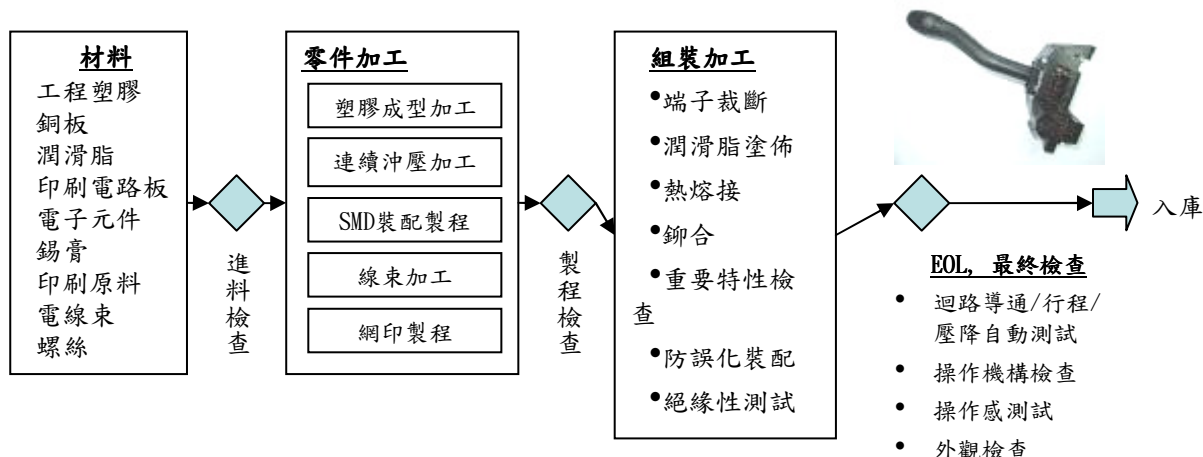 材料
工程塑膠
銅板
潤滑脂
印刷電路板
電子元件
錫膏
印刷原料
電線束
螺絲
進料檢查
零件加工
塑膠成型加工
連續沖壓加工
SMD裝配製程
線束加工
網印製程
製程檢查
組裝加工
•端子裁斷
•潤滑脂塗佈
•熱熔接
•鉚合
•重要特性檢
查
•防誤化裝配
•絕緣性測試
入庫
EOL, 最終檢查
• 迴路導通/行程/
壓降自動測試
• 操作機構檢查
• 操作感測試
• 外觀檢查